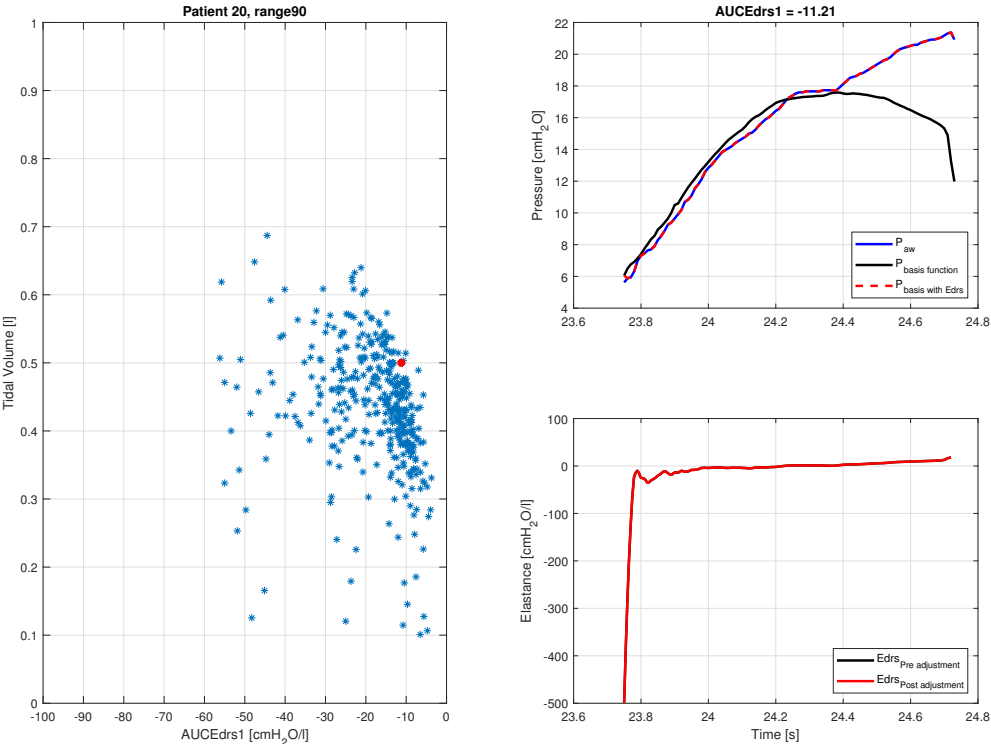 Patient 20, range90
1
0.9
0.8
0.7
0.6
0.5
0.4
0.3
0.2
0.1
0
Tidal Volume [l]
-100 -90 -80 -70 -60 -50 -40 -30 -20 -10 0
AUCEdrs1 [cmH2O/l]
AUCEdrs1 = -11.21
22
20
18
16
14
12
10
8
6
4
Pressure [cmH2O]
Paw
Pbasis function
Pbasis with Edrs
23.6 23.8 24 24.2 24.4 24.6 24.8
100
0
-100
-200
-300
-400
-500
Elastance [cmH2O/l]
EdrsPre adjustment
EdrsPost adjustment
23.6 23.8 24 24.2 24.4 24.6 24.8
Time [s]